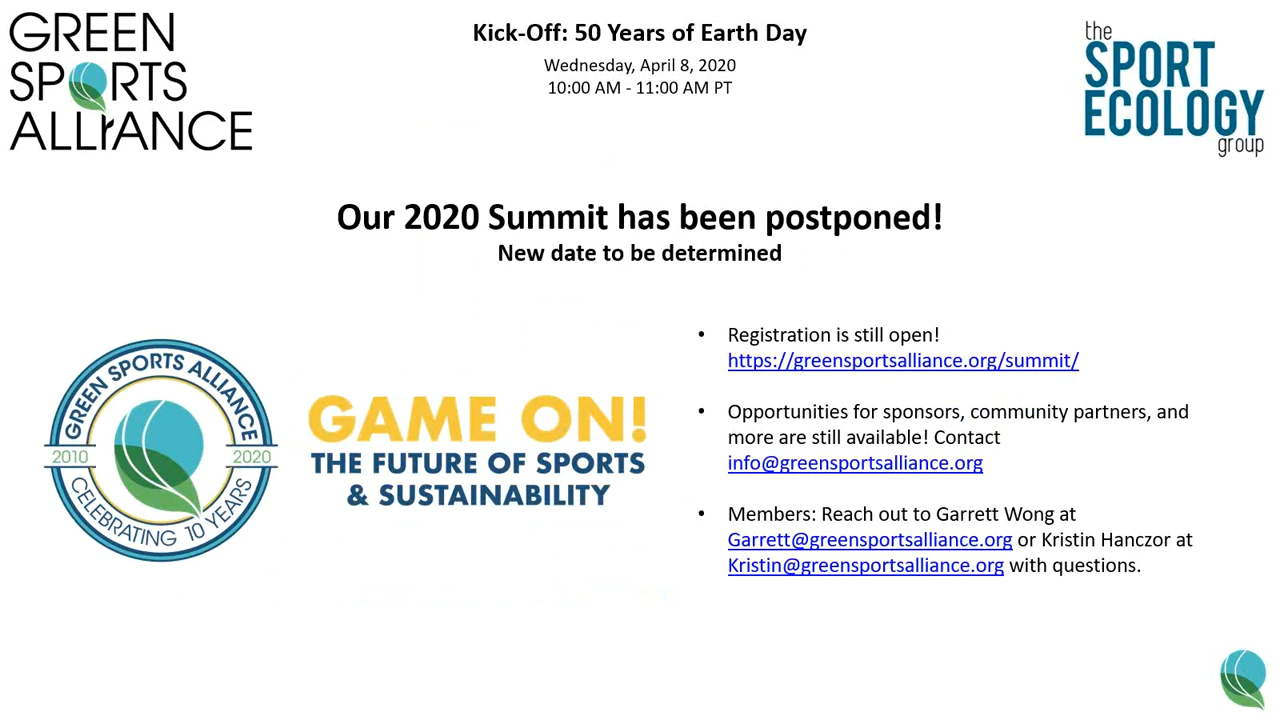 GREEN
SPORTS
ALLIANCE
Kick-Off: 50 Years of Earth Day
Wednesday, April 8, 2020
10:00 AM - 11:00 AM PT
the
SPORT
ECOLOGY
group
Our 2020 Summit has been postponed!
New date to be determined
GREEN SPORTS ALLIANCE
2010 2020
CELEBRATING 10 YEARS
GAME ON!
THE FUTURE OF SPORTS
& SUSTAINABILITY
• Registration is still open!
https://greensportsalliance.org/summit/
• Opportunities for sponsors, community partners, and
more are still available! Contact
info@greensportsalliance.org
• Members: Reach out to Garrett Wong at
Garrett@greensportsalliance.org or Kristin Hanczor at
Kristin@greensportsalliance.org with questions.